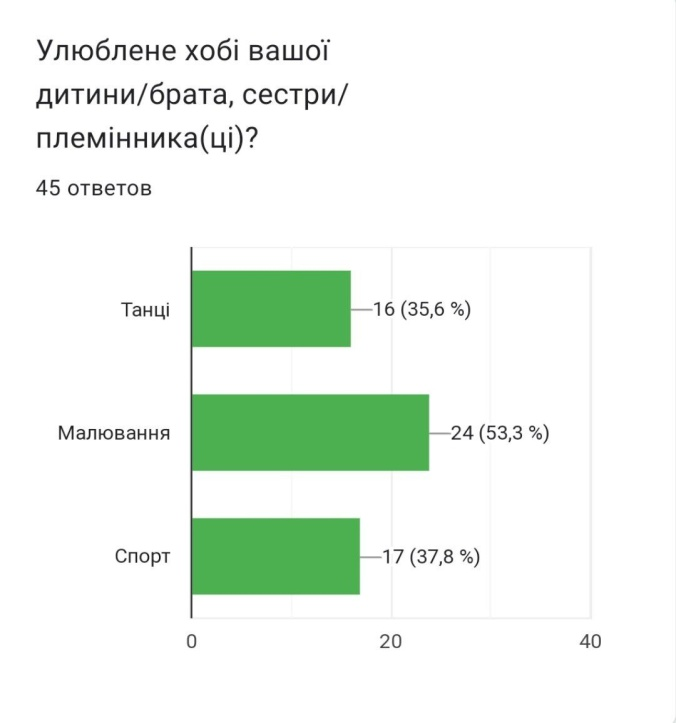 Улюблене хобі вашої
дитини/брата, сестри/
племінника(ці)?
45 ответов
Танці
16 (35,6 %)
Малювання
24 (53,3 %)
Спорт
17 (37,8 %)
0
20
40